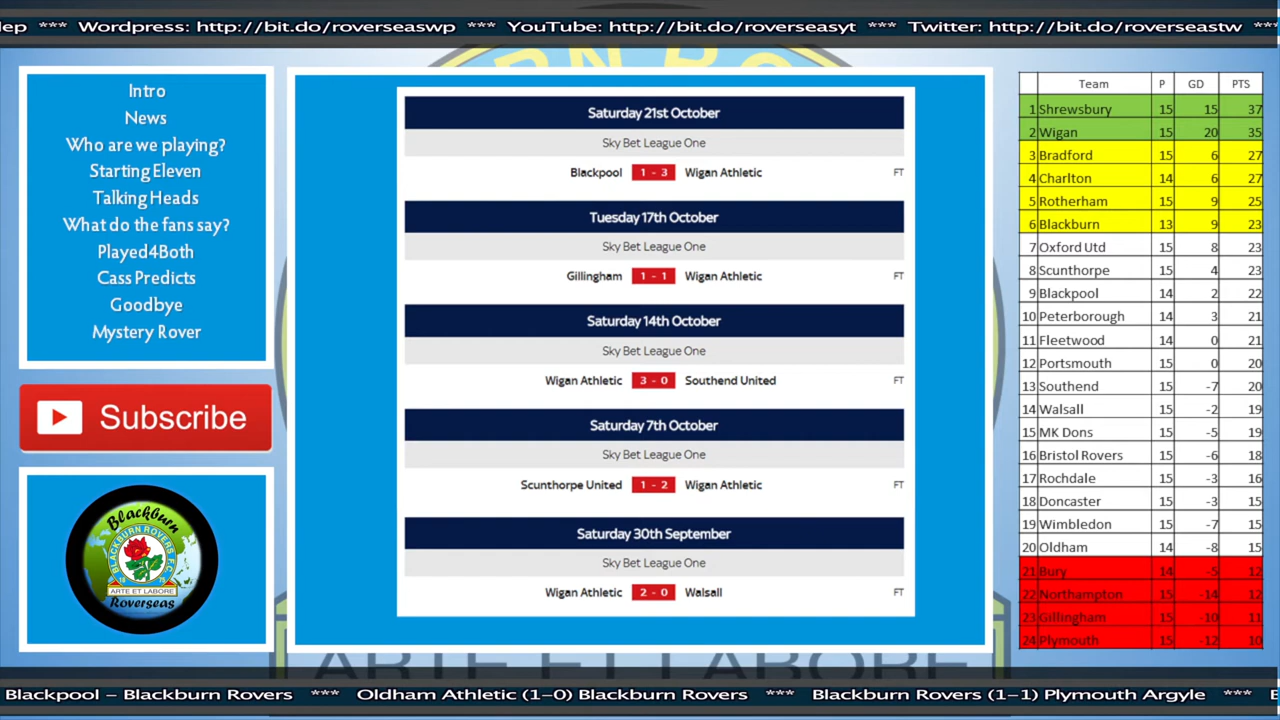 ep *** Wordpress: http://bit.do/roverseaswp *** YouTube: http://bit.do/roverseasyt *** Twitter: http://bit.do/roverseastw ***
Intro
News
Who are we playing?
Starting Eleven
Talking Heads
What do the fans say?
Played4Both
Cass Predicts
Goodbye
Mystery Rover
Subscribe
Blackburn
BLACKBURN ROVERS F.C.
18 75
ARTE ET LABORE
Roverseas
Saturday 21st October
Sky Bet League One
Blackpool 1 - 3 Wigan Athletic FT
Tuesday 17th October
Sky Bet League One
Gillingham 1 - 1 Wigan Athletic FT
Saturday 14th October
Sky Bet League One
Wigan Athletic 3 - 0 Southend United FT
Saturday 7th October
Sky Bet League One
Scunthorpe United 1 - 2 Wigan Athletic FT
Saturday 30th September
Sky Bet League One
Wigan Athletic 2 - 0 Walsall FT
Team P GD PTS
1 Shrewsbury 15 15 37
2 Wigan 15 20 35
3 Bradford 15 6 27
4 Charlton 14 6 27
5 Rotherham 15 9 25
6 Blackburn 13 9 23
7 Oxford Utd 15 8 23
8 Scunthorpe 15 4 23
9 Blackpool 14 2 22
10 Peterborough 14 3 21
11 Fleetwood 14 0 21
12 Portsmouth 15 0 20
13 Southend 15 -7 20
14 Walsall 15 -2 19
15 MK Dons 15 -5 19
16 Bristol Rovers 15 -6 18
17 Rochdale 15 -3 16
18 Doncaster 15 -3 15
19 Wimbledon 15 -7 15
20 Oldham 14 -8 15
21 Bury 14 -5 12
22 Northampton 15 -14 12
23 Gillingham 15 -10 11
24 Plymouth 15 -12 10
ARTE ET LABORE
Blackpool – Blackburn Rovers *** Oldham Athletic (1-0) Blackburn Rovers *** Blackburn Rovers (1-1) Plymouth Argyle ***